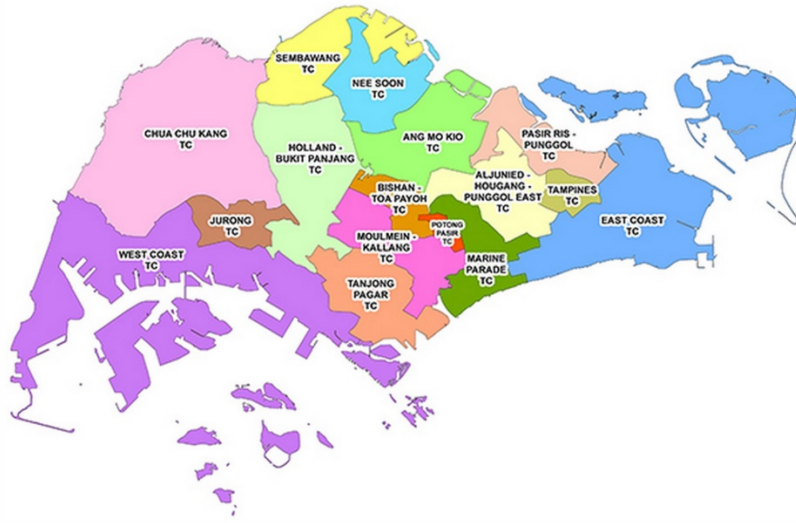 SEMBAWANG
TC
NEE SOON
TC
CHUA CHU KANG
TC
HOLLAND -
BUKIT PANJANG
TC
ANG MO KIO
TC
PASIR RIS -
PUNGGOL
TC
ALJUNIED -
HOUGANG -
PUNGGOL EAST
TC
TAMPINES
TC
BISHAN -
TOA PAYOH
TC
JURONG
TC
EAST COAST
TC
POTONG
PASIR
TC
MOULMEIN -
KALLANG
TC
WEST COAST
TC
MARINE
PARADE
TC
TANJONG
PAGAR
TC